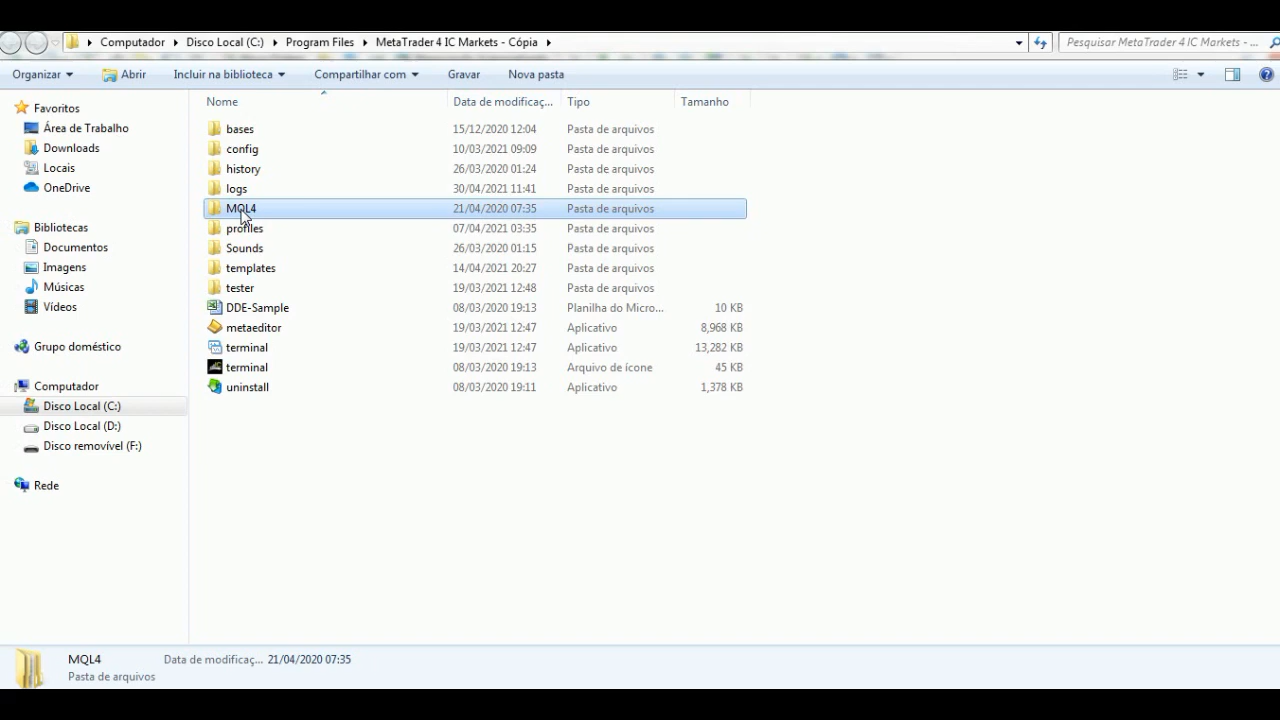 Computador Disco Local (C:) Program Files MetaTrader 4 IC Markets - Cópia Pesquisar MetaTrader 4 IC Markets - ...
Organizar Abrir Incluir na biblioteca Compartilhar com Gravar Nova pasta
Favoritos
Área de Trabalho
Downloads
Locais
OneDrive
Bibliotecas
Documentos
Imagens
Músicas
Vídeos
Grupo doméstico
Computador
Disco Local (C:)
Disco Local (D:)
Disco removível (F:)
Rede
Nome Data de modificaç... Tipo Tamanho
bases 15/12/2020 12:04 Pasta de arquivos
config 10/03/2021 09:09 Pasta de arquivos
history 26/03/2020 01:24 Pasta de arquivos
logs 30/04/2021 11:41 Pasta de arquivos
MQL4 21/04/2020 07:35 Pasta de arquivos
profiles 07/04/2021 03:35 Pasta de arquivos
Sounds 26/03/2020 01:15 Pasta de arquivos
templates 14/04/2021 20:27 Pasta de arquivos
tester 19/03/2021 12:48 Pasta de arquivos
DDE-Sample 08/03/2020 19:13 Planilha do Micro... 10 KB
metaeditor 19/03/2021 12:47 Aplicativo 8,968 KB
terminal 19/03/2021 12:47 Aplicativo 13,282 KB
terminal 08/03/2020 19:13 Arquivo de ícone 45 KB
uninstall 08/03/2020 19:11 Aplicativo 1,378 KB
MQL4 Data de modificaç... 21/04/2020 07:35
Pasta de arquivos